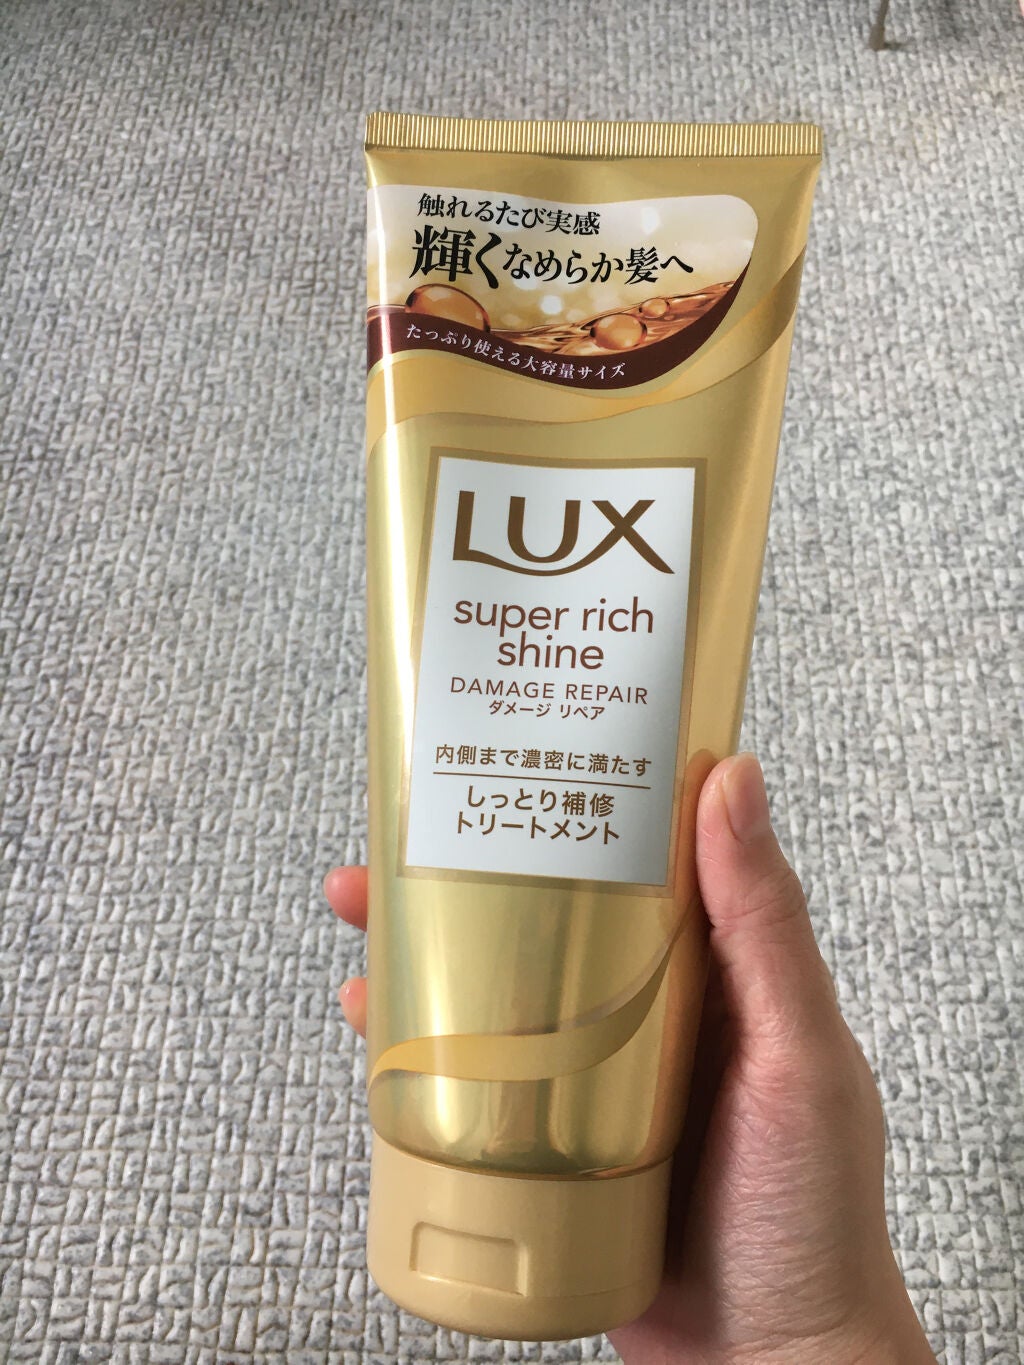 触れるたび実感
輝くなめらか髪へ
たっぷり使える大容量サイズ
LUX
super rich
shine
DAMAGE REPAIR
ダメージ リペア
内側まで濃密に満たす
しっとり補修
トリートメント